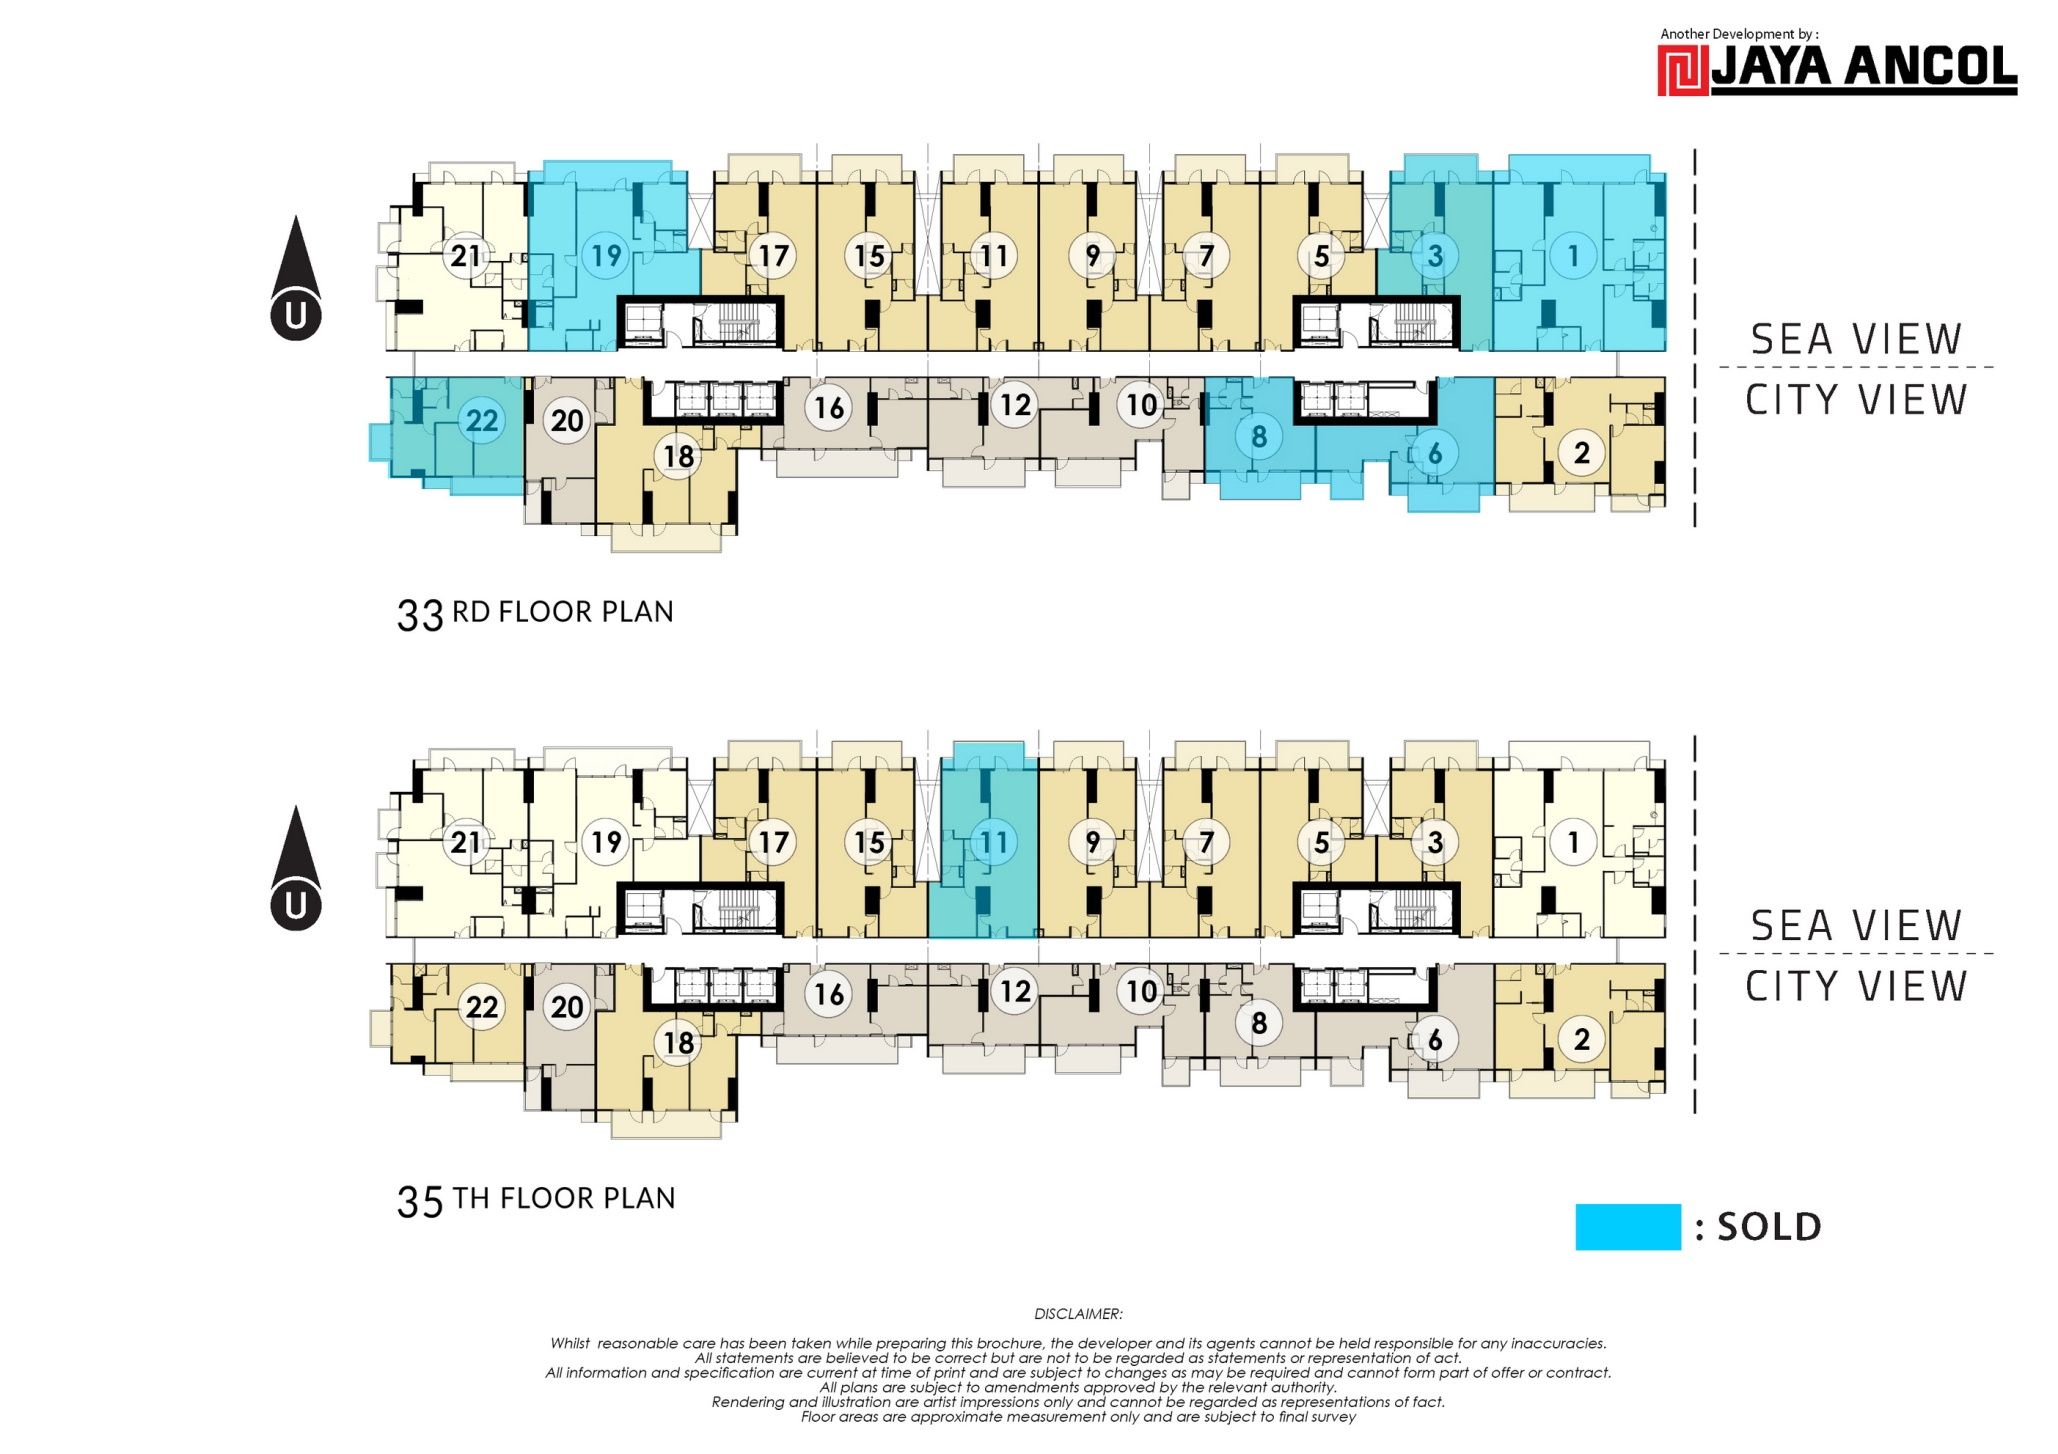 Another Development by :
JAYA ANCOL
21 19 17 15 11 9 7 5 3 1
U
SEA VIEW
CITY VIEW
22 20 18 16 12 10 8 6 2
33 RD FLOOR PLAN
21 19 17 15 11 9 7 5 3 1
U
SEA VIEW
CITY VIEW
22 20 18 16 12 10 8 6 2
35 TH FLOOR PLAN
: SOLD
DISCLAIMER:
Whilst reasonable care has been taken while preparing this brochure, the developer and its agents cannot be held responsible for any inaccuracies.
All statements are believed to be correct but are not to be regarded as statements or representation of act.
All information and specification are current at time of print and are subject to changes as may be required and cannot form part of offer or contract.
All plans are subject to amendments approved by the relevant authority.
Rendering and illustration are artist impressions only and cannot be regarded as representations of fact.
Floor areas are approximate measurement only and are subject to final survey